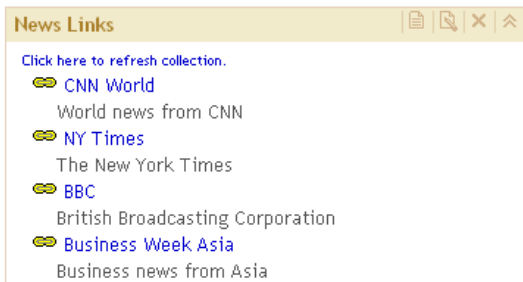 News Links
Click here to refresh collection.
CNN World
World news from CNN
NY Times
The New York Times
BBC
British Broadcasting Corporation
Business Week Asia
Business news from Asia